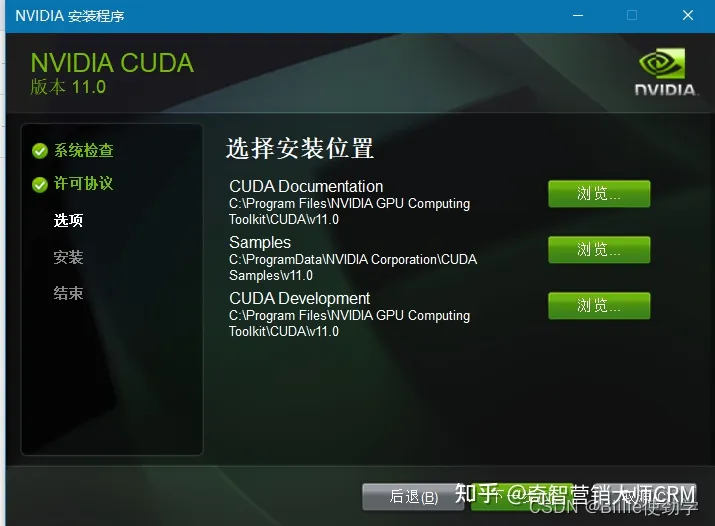 NVIDIA 安装程序
NVIDIA CUDA
版本 11.0
NVIDIA.
系统检查
许可协议
选项
安装
结束
选择安装位置
CUDA Documentation
C:\Program Files\NVIDIA GPU Computing
Toolkit\CUDA\v11.0
浏览...
Samples
C:\ProgramData\NVIDIA Corporation\CUDA
Samples\v11.0
浏览...
CUDA Development
C:\Program Files\NVIDIA GPU Computing
Toolkit\CUDA\v11.0
浏览...
后退(B)
知乎 @奇智营销大师CRM
CSDN @Billie使劲学